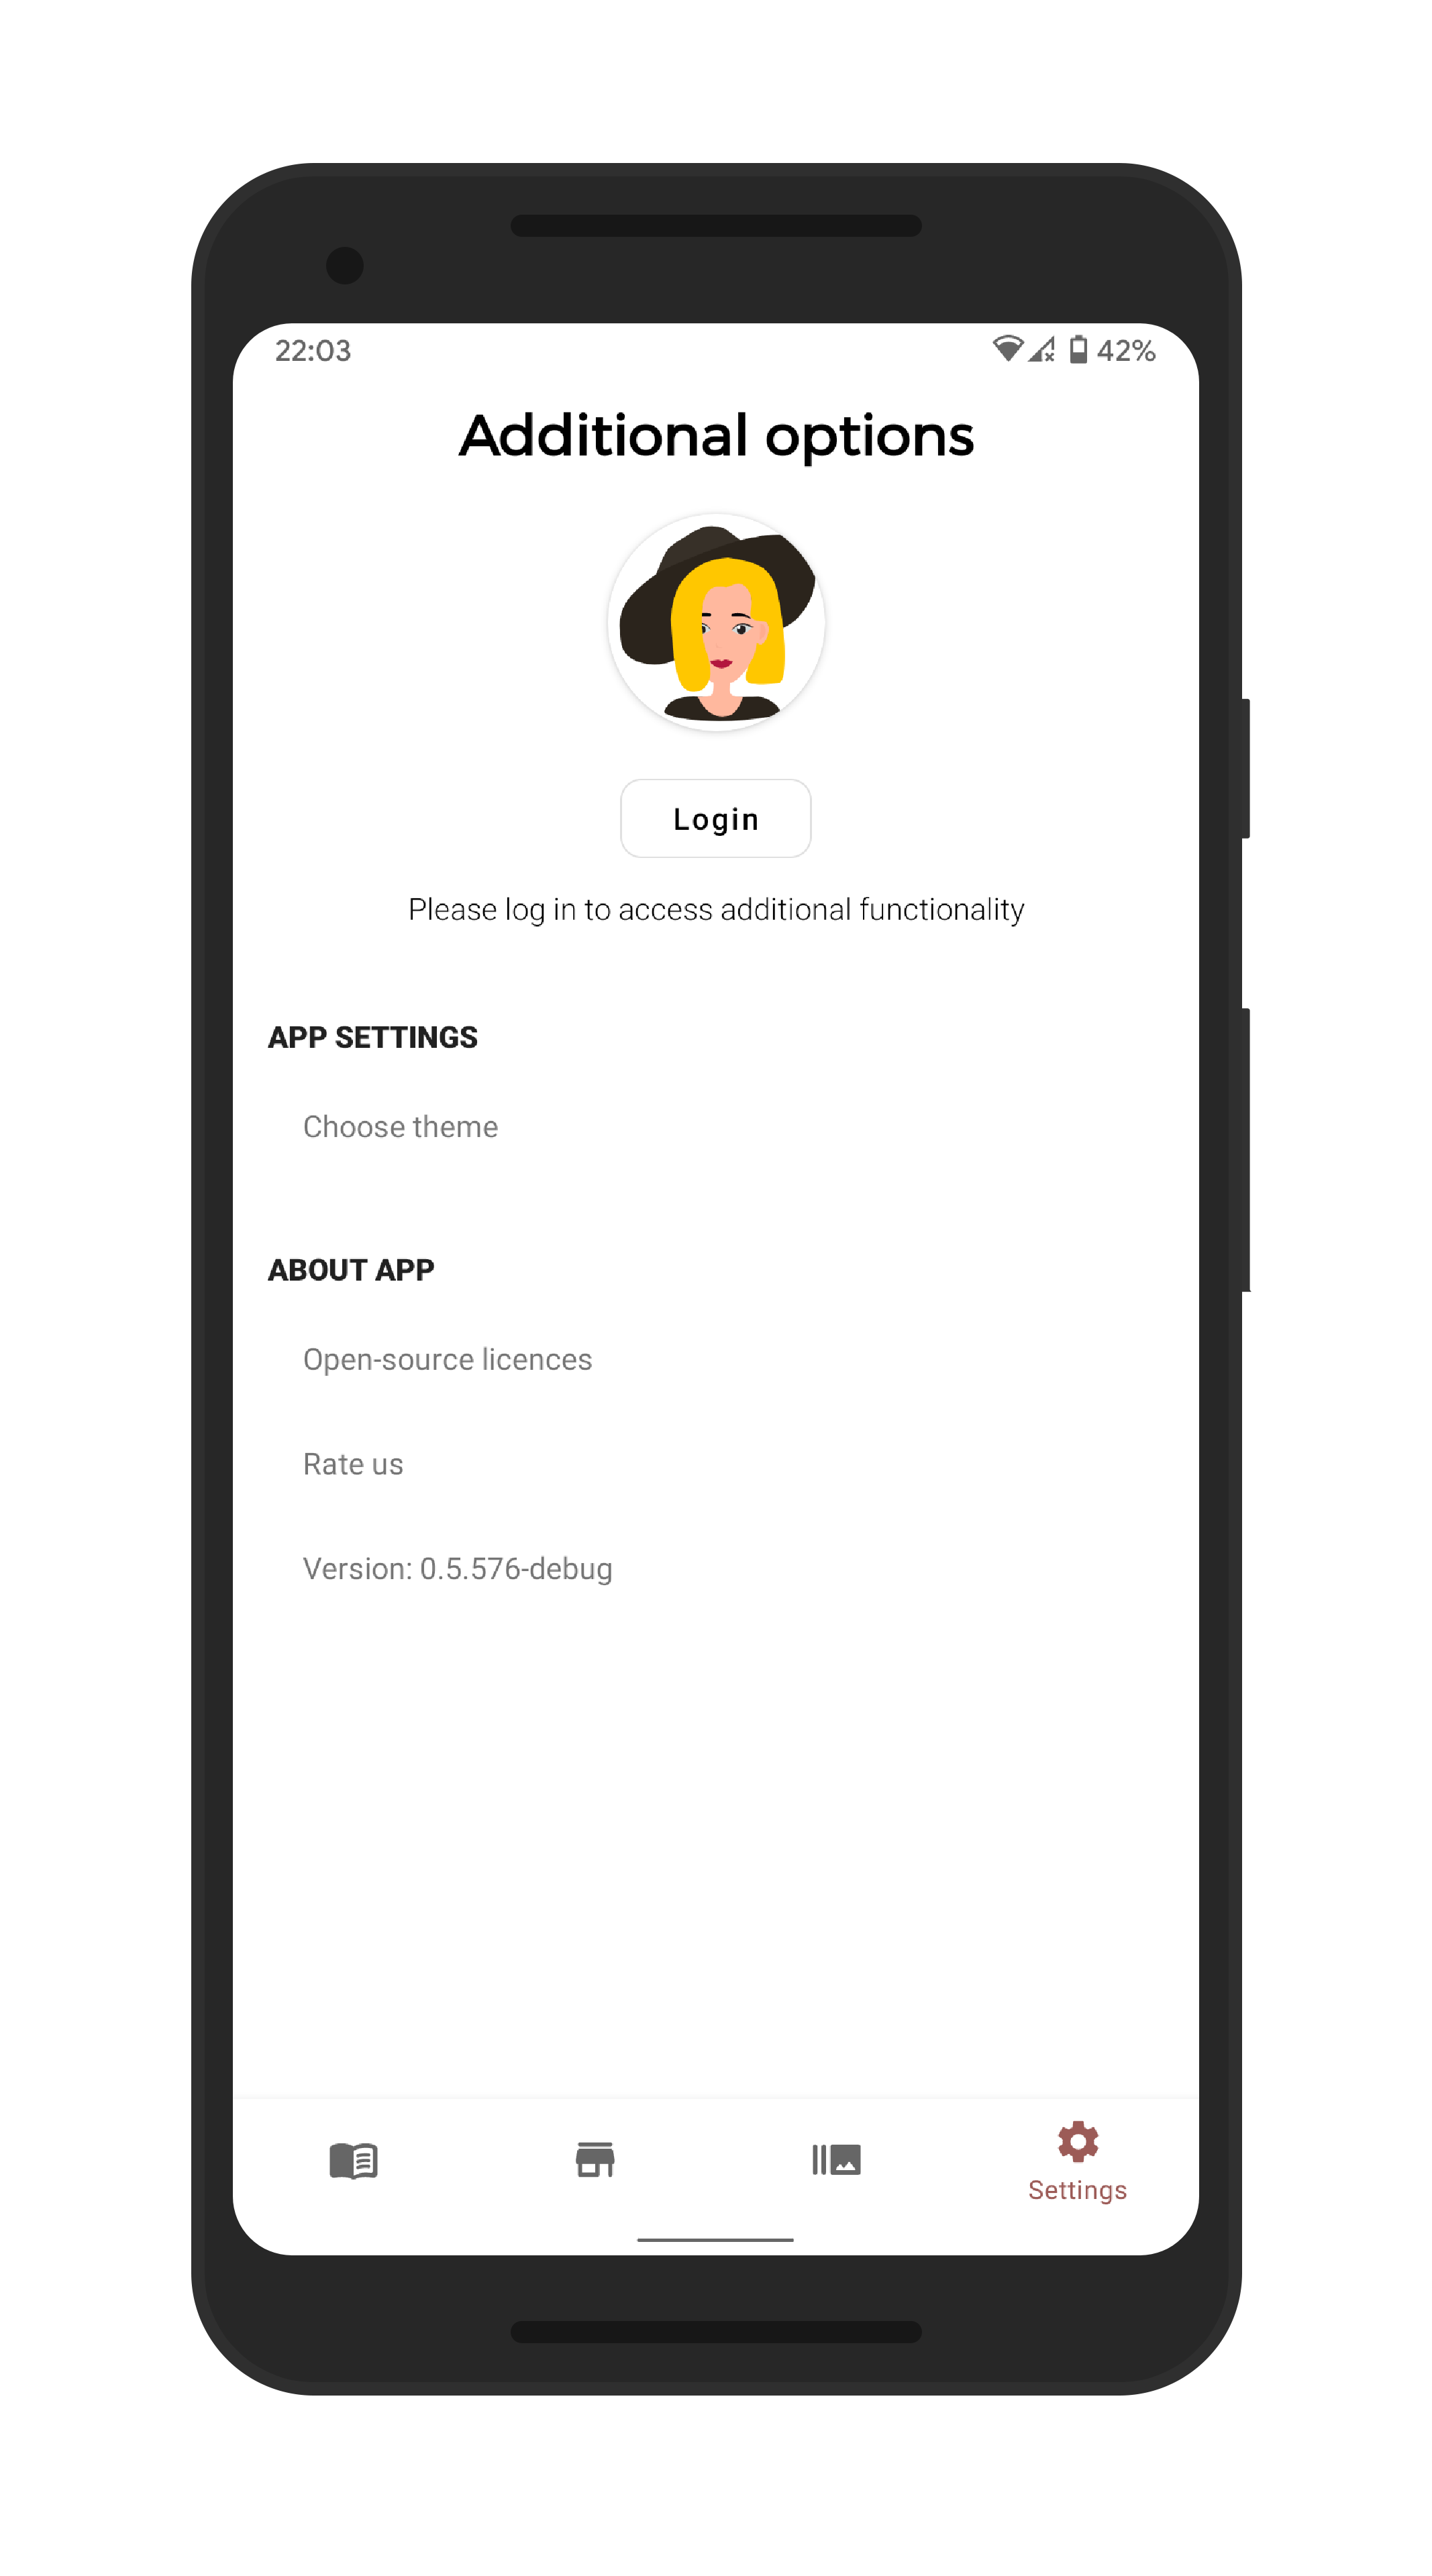 22:03
42%
Additional options
Login
Please log in to access additional functionality
APP SETTINGS
Choose theme
ABOUT APP
Open-source licences
Rate us
Version: 0.5.576-debug
Settings